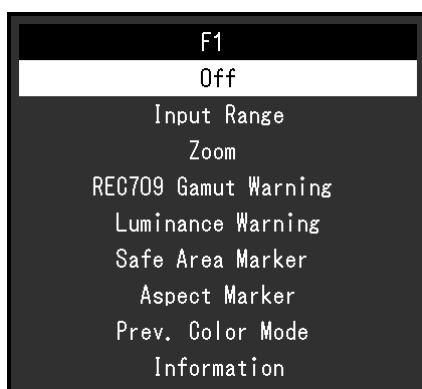 F1
Off
Input Range
Zoom
REC709 Gamut Warning
Luminance Warning
Safe Area Marker
Aspect Marker
Prev. Color Mode
Information